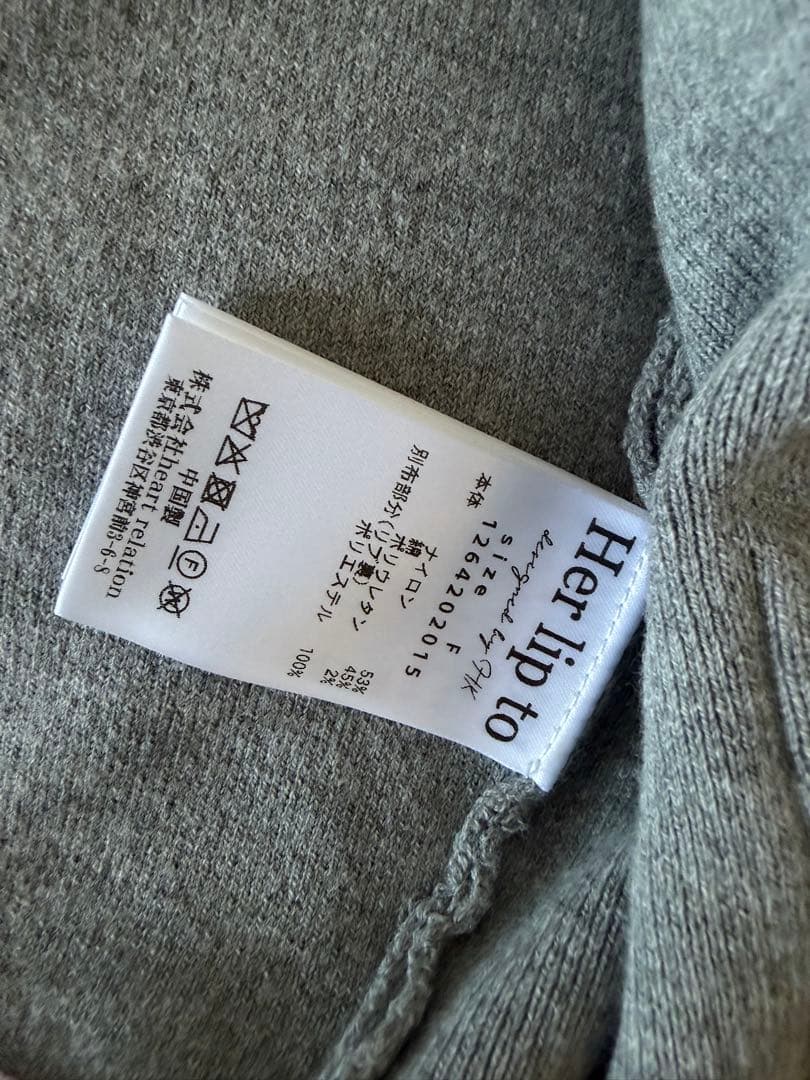 Her lip to
designed by HK
size F
1264202015
本体
ナイロン 53%
綿 45%
ポリウレタン 2%
別布部分(リブ裏)
ポリエステル 100%
F
中国製
株式会社heart relation
東京都渋谷区神宮前3-6-8